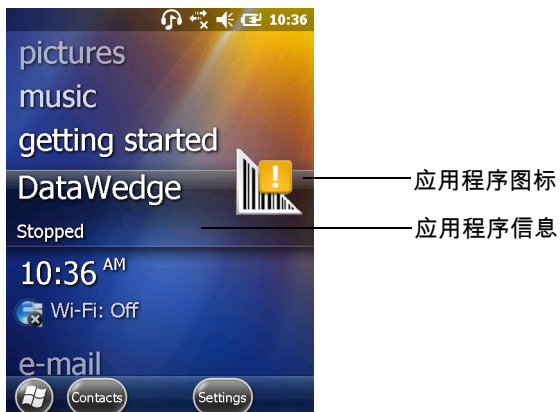 10:36
pictures
music
getting started
DataWedge
应用程序图标
Stopped
应用程序信息
10:36 AM
Wi-Fi: Off
e-mail
Contacts
Settings